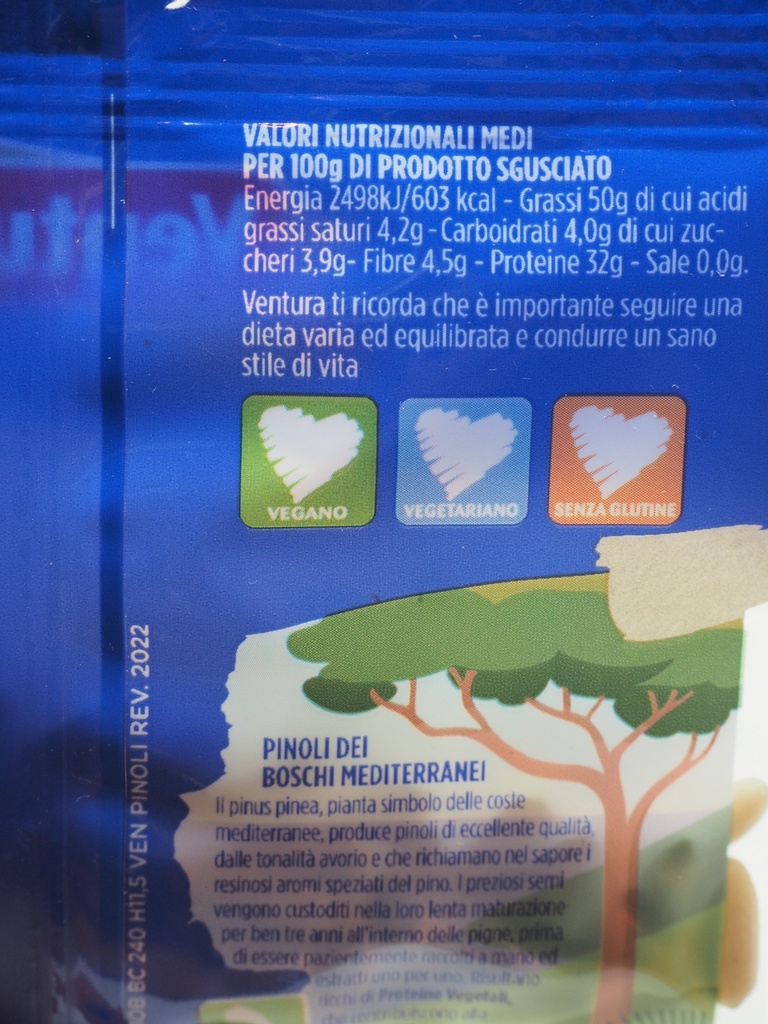 VALORI NUTRIZIONALI MEDI
PER 100g DI PRODOTTO SGUSCIATO
Energia 2498kJ/603 kcal - Grassi 50g di cui acidi
grassi saturi 4,2g - Carboidrati 4,0g di cui zuc-
cheri 3,9g- Fibre 4,5g - Proteine 32g - Sale 0,0g.
Ventura ti ricorda che è importante seguire una
dieta varia ed equilibrata e condurre un sano
stile di vita
VEGANO
VEGETARIANO
SENZA GLUTINE
PINOLI DEI
BOSCHI MEDITERRANEI
Il pinus pinea, pianta simbolo delle coste
mediterranee, produce pinoli di eccellente qualità,
dalle tonalità avorio e che richiamano nel sapore i
resinosi aromi speziati del pino. I preziosi semi
vengono custoditi nella loro lenta maturazione
per ben tre anni all'interno delle pigne, prima
di essere pazientemente raccolti a mano ed
estratti uno per uno. Risultano
ricchi di Proteine Vegetali,
che contribuiscono alla
BC 240 H11,5 VEN PINOLI REV. 2022